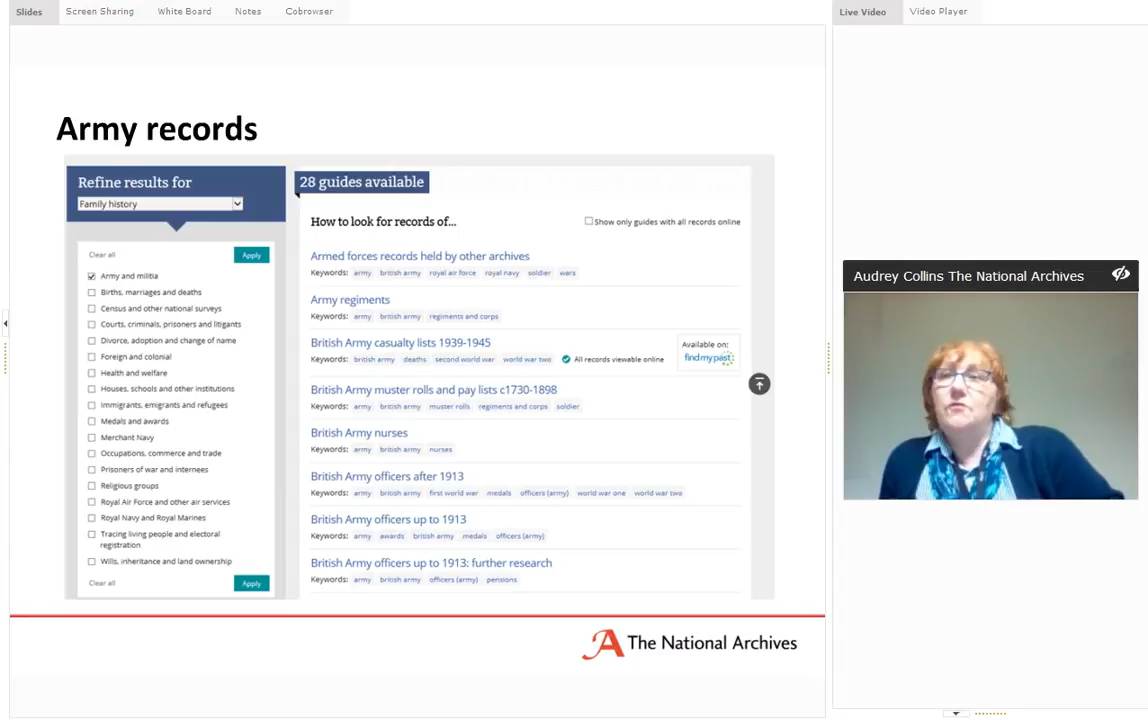 Slides Screen Sharing White Board Notes Cobrowser
Live Video Video Player
Army records
Refine results for
Family history
Clear all Apply
Army and militia
Births, marriages and deaths
Census and other national surveys
Courts, criminals, prisoners and litigants
Divorce, adoption and change of name
Foreign and colonial
Health and welfare
Houses, schools and other institutions
Immigrants, emigrants and refugees
Medals and awards
Merchant Navy
Occupations, commerce and trade
Prisoners of war and internees
Religious groups
Royal Air Force and other air services
Royal Navy and Royal Marines
Tracing living people and electoral
registration
Wills, inheritance and land ownership
Clear all Apply
28 guides available
How to look for records of... Show only guides with all records online
Armed forces records held by other archives
Keywords: army british army royal air force royal navy soldier wars
Army regiments
Keywords: army british army regiments and corps
British Army casualty lists 1939-1945
Keywords: british army deaths second world war world war two All records viewable online
Available on:
findmypast
British Army muster rolls and pay lists c1730-1898
Keywords: army british army muster rolls regiments and corps soldier
British Army nurses
Keywords: army british army nurses
British Army officers after 1913
Keywords: army british army first world war medals officers (army) world war one world war two
British Army officers up to 1913
Keywords: army awards british army medals officers (army)
British Army officers up to 1913: further research
Keywords: army british army officers (army) pensions
The National Archives
Audrey Collins The National Archives